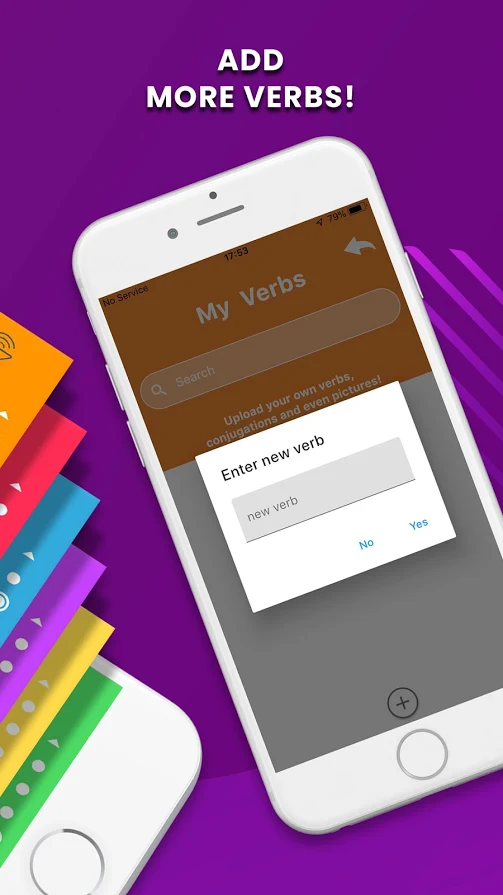 ADD
MORE VERBS!
No Service
17:53
79%
My Verbs
Search
Upload your own verbs,
conjugations and even pictures!
Enter new verb
new verb
No
Yes